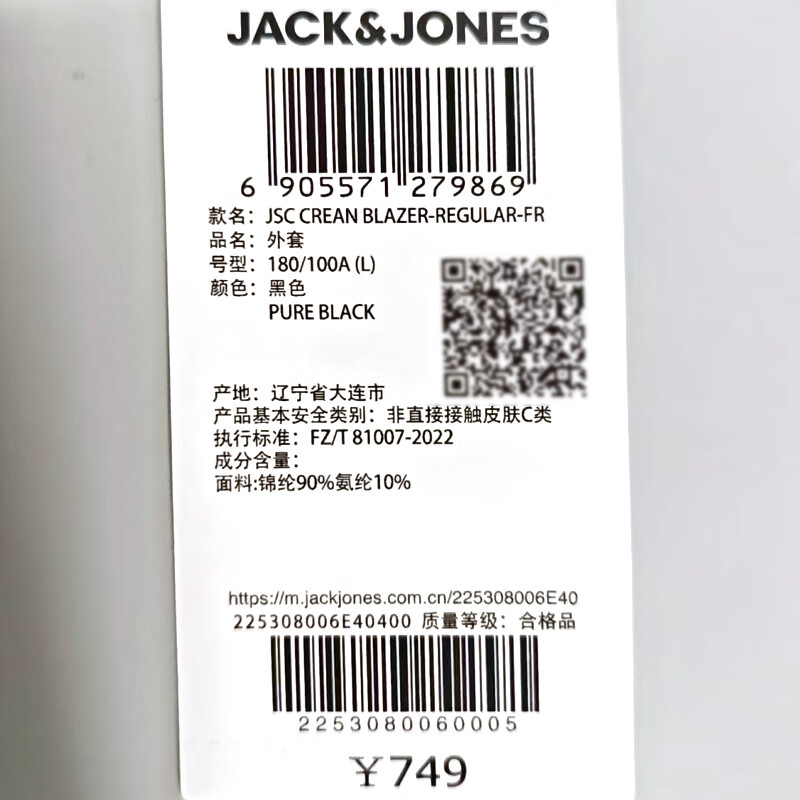 JACK&JONES
6 905571 279869
款名：JSC CREAN BLAZER-REGULAR-FR
品名：外套
号型：180/100A (L)
颜色：黑色
PURE BLACK
产地：辽宁省大连市
产品基本安全类别：非直接接触皮肤C类
执行标准：FZ/T 81007-2022
成分含量：
面料:锦纶90%氨纶10%
https://m.jackjones.com.cn/225308006E40
225308006E40400 质量等级：合格品
2253080060005
￥749